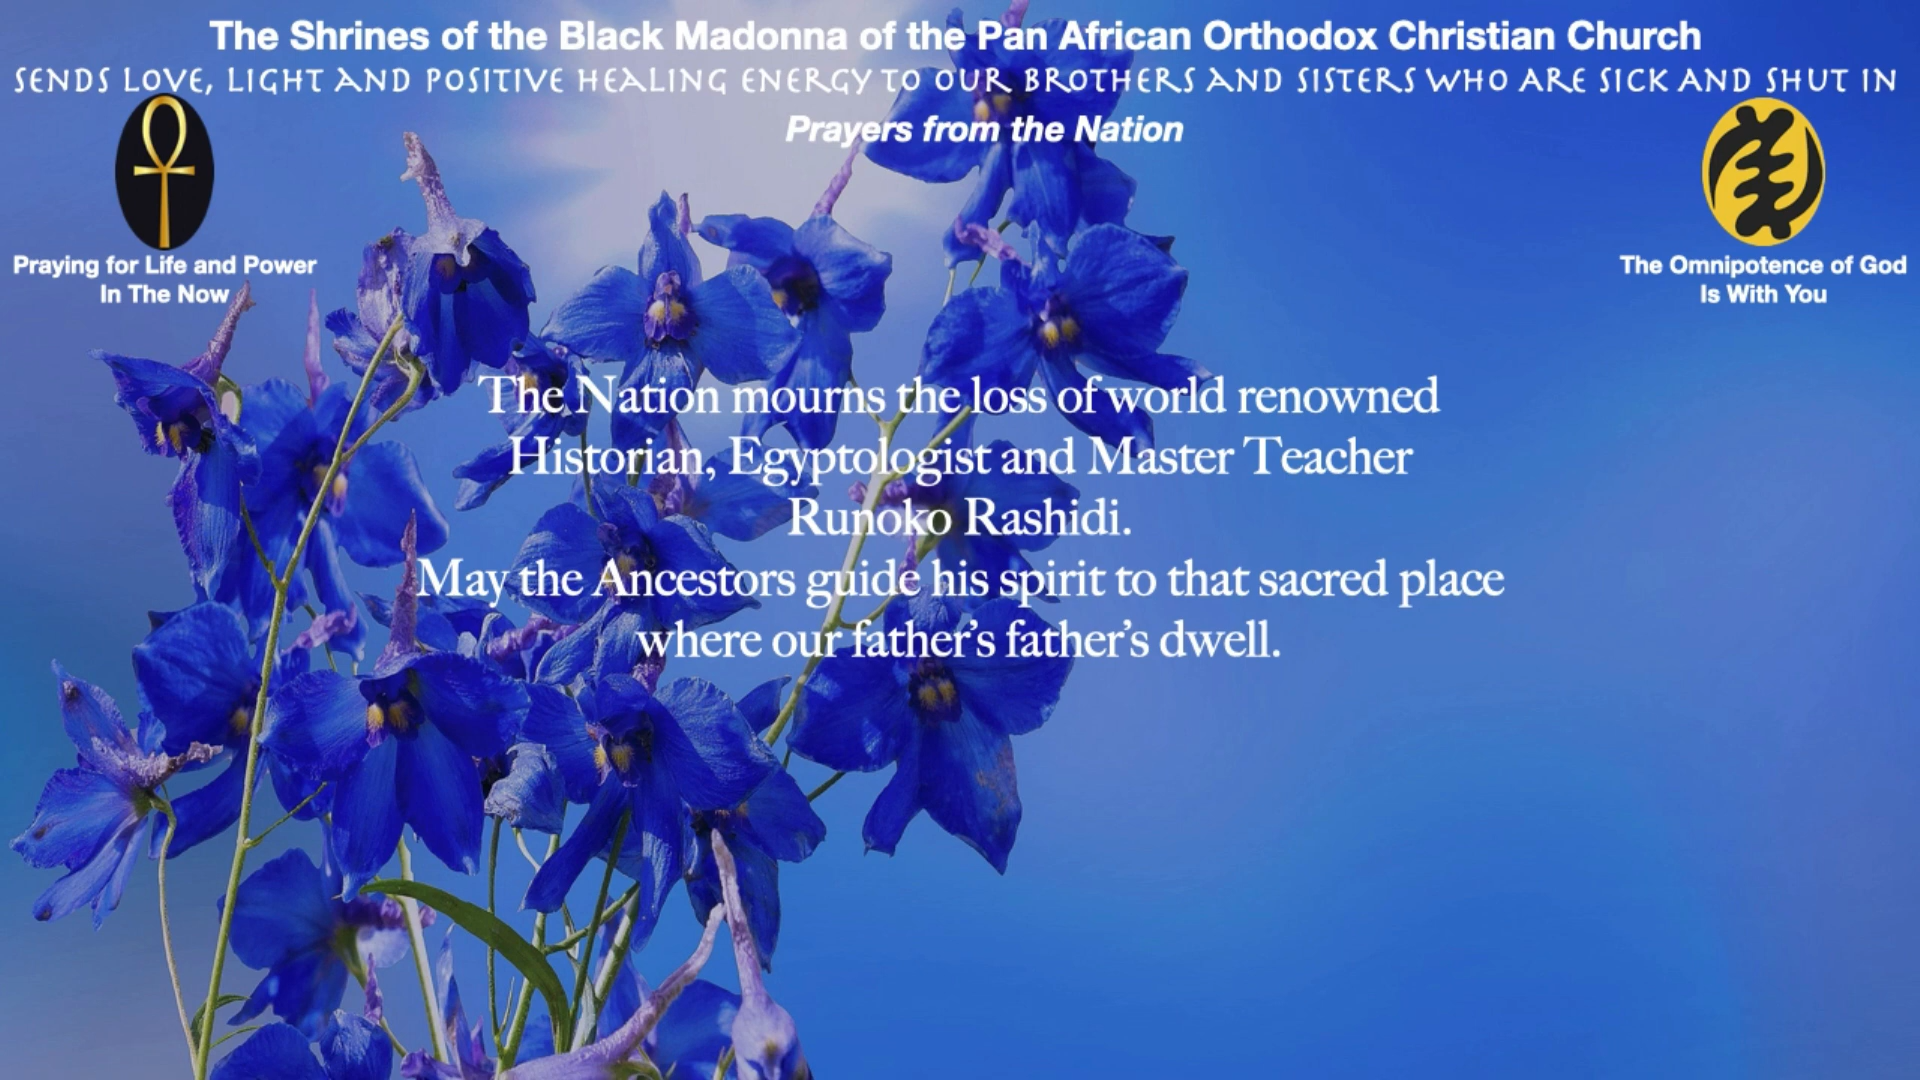 The Shrines of the Black Madonna of the Pan African Orthodox Christian Church
SENDS LOVE, LIGHT AND POSITIVE HEALING ENERGY TO OUR BROTHERS AND SISTERS WHO ARE SICK AND SHUT IN
Prayers from the Nation
Praying for Life and Power
In The Now
The Omnipotence of God
Is With You
The Nation mourns the loss of world renowned
Historian, Egyptologist and Master Teacher
Runoko Rashidi.
May the Ancestors guide his spirit to that sacred place
where our father’s father’s dwell.